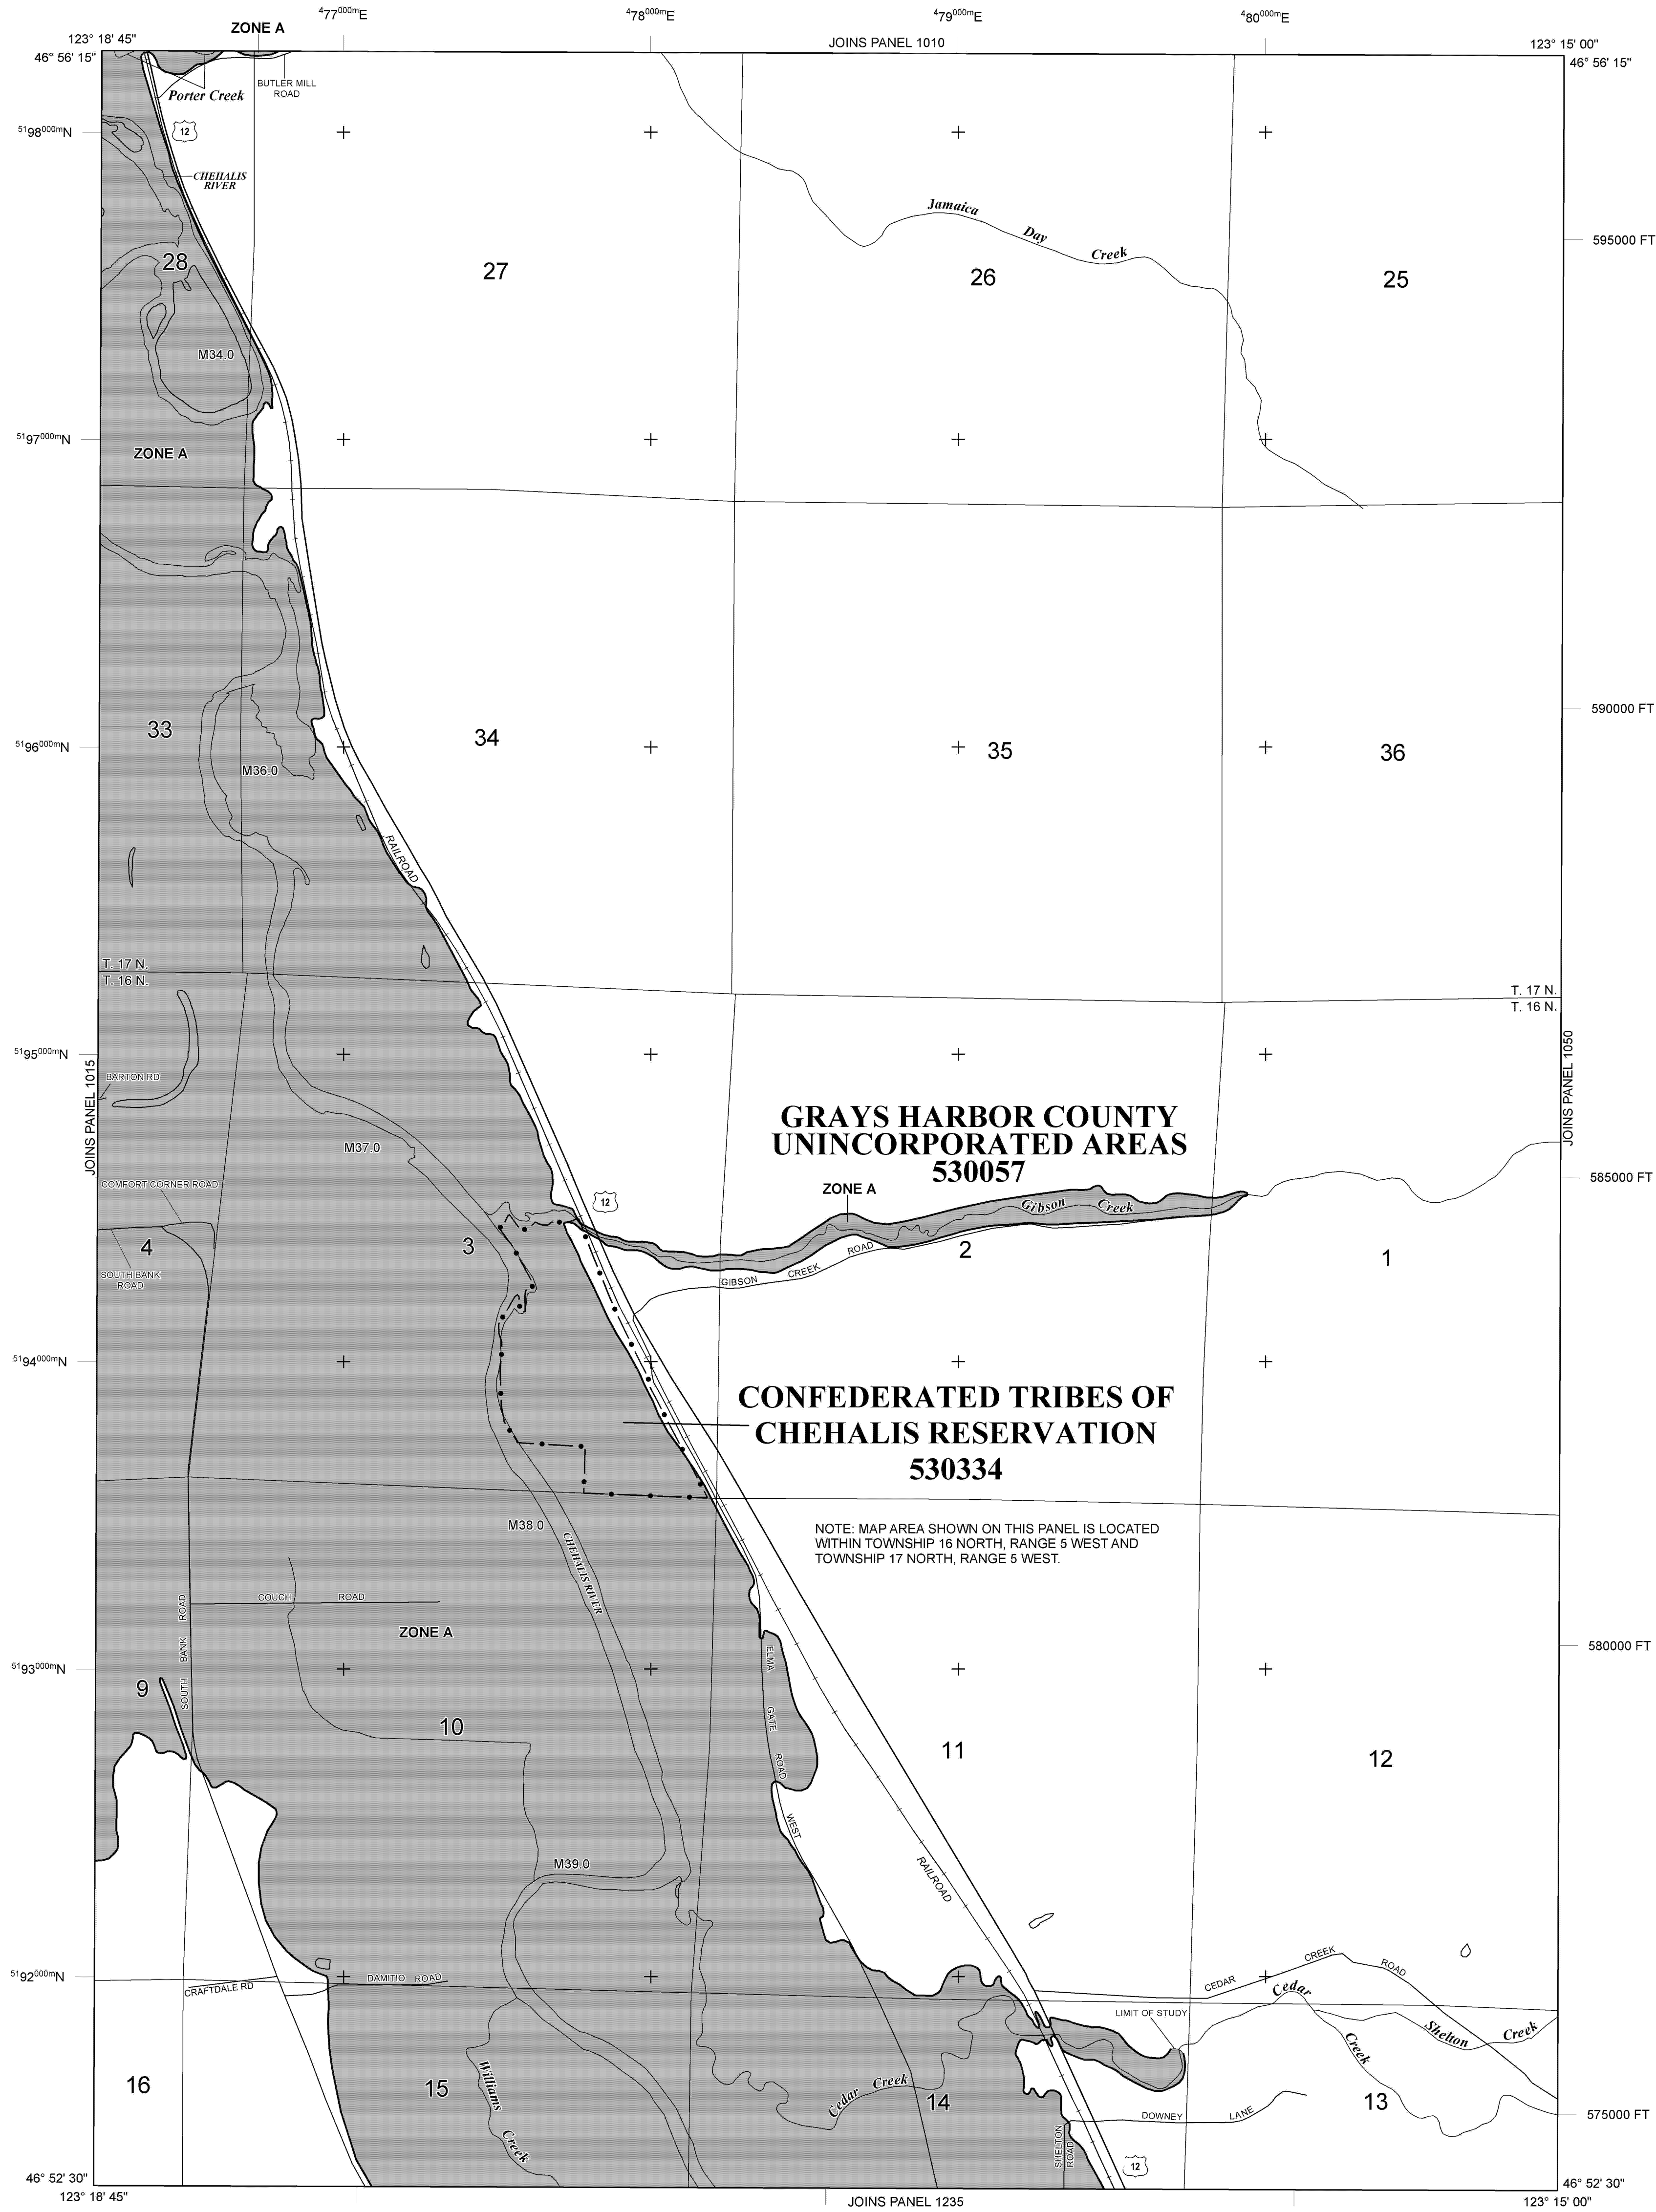 477000mE
478000mE
479000mE
480000mE
ZONE A
123° 18' 45"
JOINS PANEL 1010
123° 15' 00"
46° 56' 15"
46° 56' 15"
BUTLER MILL
ROAD
Porter Creek
12
5198000mN
CHEHALIS
RIVER
Jamaica
Day
Creek
595000 FT
28
27
26
25
M34.0
5197000mN
ZONE A
590000 FT
33
34
35
36
5196000mN
M36.0
RAILROAD
T. 17 N.
T. 16 N.
T. 17 N.
T. 16 N.
5195000mN
JOINS PANEL 1015
JOINS PANEL 1050
BARTON RD
GRAYS HARBOR COUNTY
UNINCORPORATED AREAS
530057
M37.0
585000 FT
COMFORT CORNER ROAD
ZONE A
12
Gibson
Creek
4
3
2
1
ROAD
CREEK
GIBSON
SOUTH BANK
ROAD
5194000mN
CONFEDERATED TRIBES OF
CHEHALIS RESERVATION
530334
M38.0
NOTE: MAP AREA SHOWN ON THIS PANEL IS LOCATED
WITHIN TOWNSHIP 16 NORTH, RANGE 5 WEST AND
TOWNSHIP 17 NORTH, RANGE 5 WEST.
CHEHALIS RIVER
COUCH ROAD
SOUTH BANK ROAD
ZONE A
580000 FT
5193000mN
ELMA GATE ROAD
WEST
9
10
11
12
M39.0
RAILROAD
5192000mN
CRAFTDALE RD
DAMITIO ROAD
CEDAR CREEK ROAD
Cedar
Creek
LIMIT OF STUDY
Shelton
Creek
Williams
Creek
Cedar Creek
16
15
14
13
DOWNEY LANE
575000 FT
SHELTON
ROAD
12
46° 52' 30"
46° 52' 30"
123° 18' 45"
JOINS PANEL 1235
123° 15' 00"